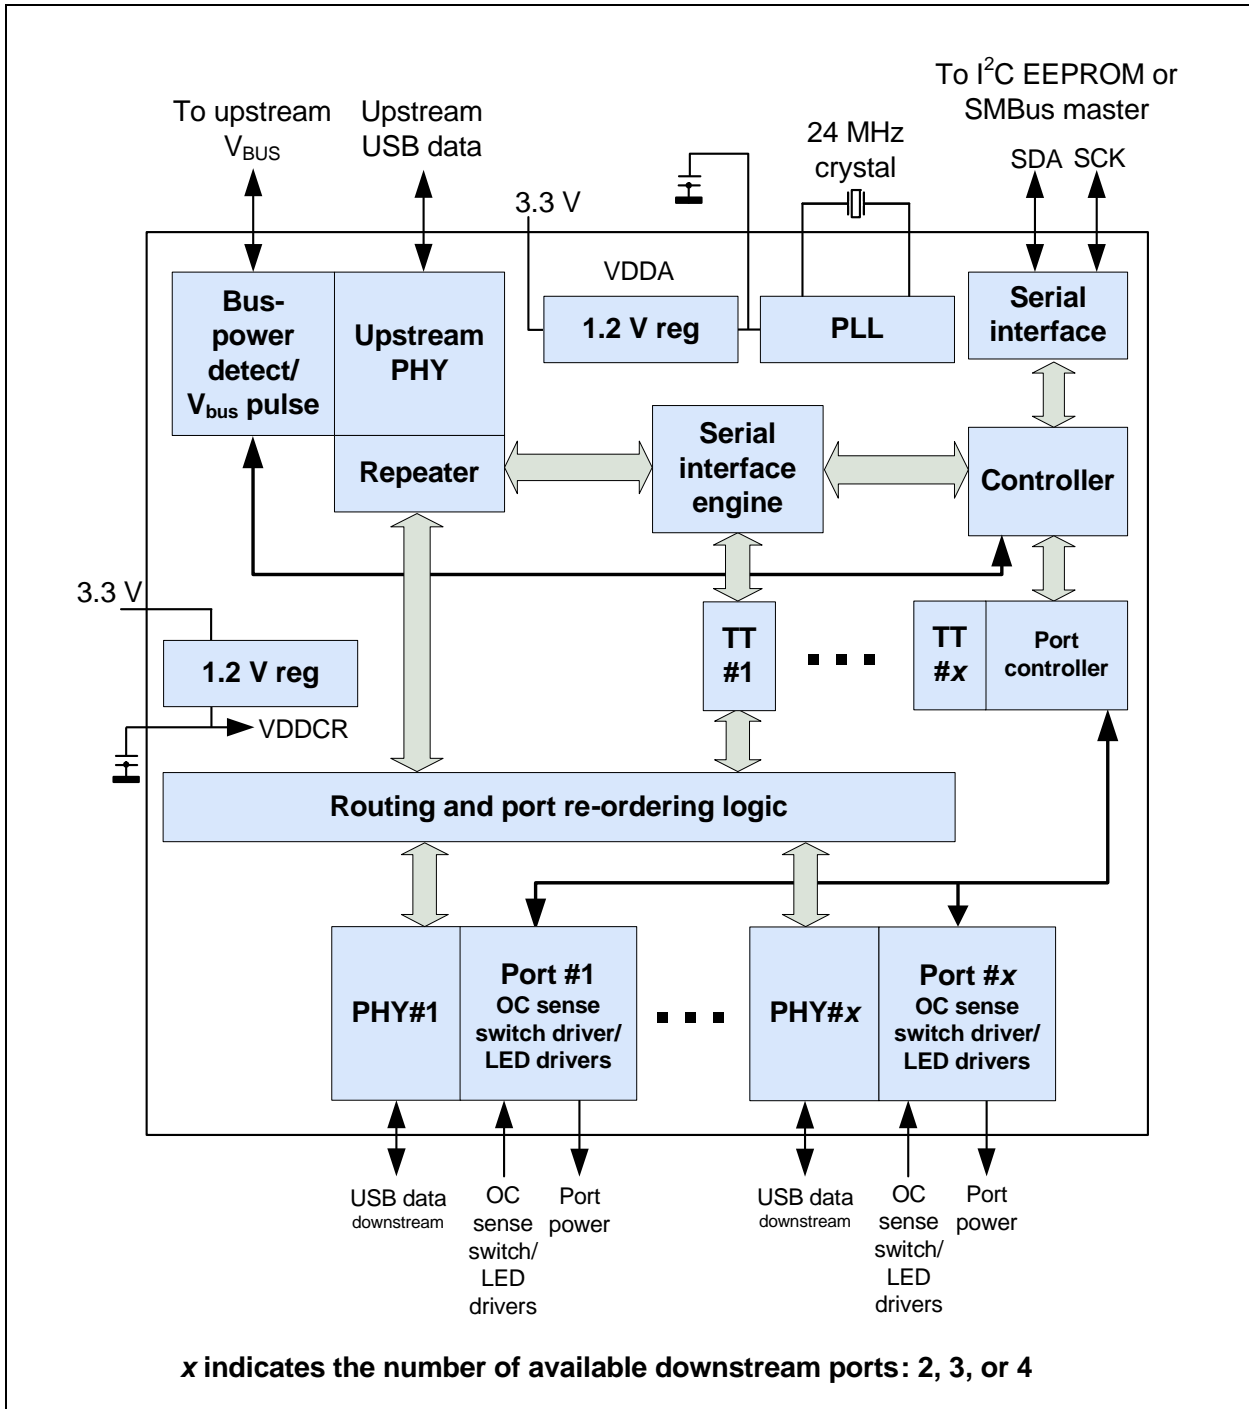 To I²C EEPROM or
SMBus master
To upstream
VBUS
Upstream
USB data
24 MHz
crystal
SDA SCK
3.3 V
VDDA
Bus-
power
detect/
Vbus pulse
Upstream
PHY
1.2 V reg
PLL
Serial
interface
Repeater
Serial
interface
engine
Controller
3.3 V
1.2 V reg
VDDCR
TT
#1
TT
#x
Port
controller
Routing and port re-ordering logic
PHY#1
Port #1
OC sense
switch driver/
LED drivers
PHY#x
Port #x
OC sense
switch driver/
LED drivers
USB data
downstream
OC
sense
switch/
LED
drivers
Port
power
USB data
downstream
OC
sense
switch/
LED
drivers
Port
power
x indicates the number of available downstream ports: 2, 3, or 4